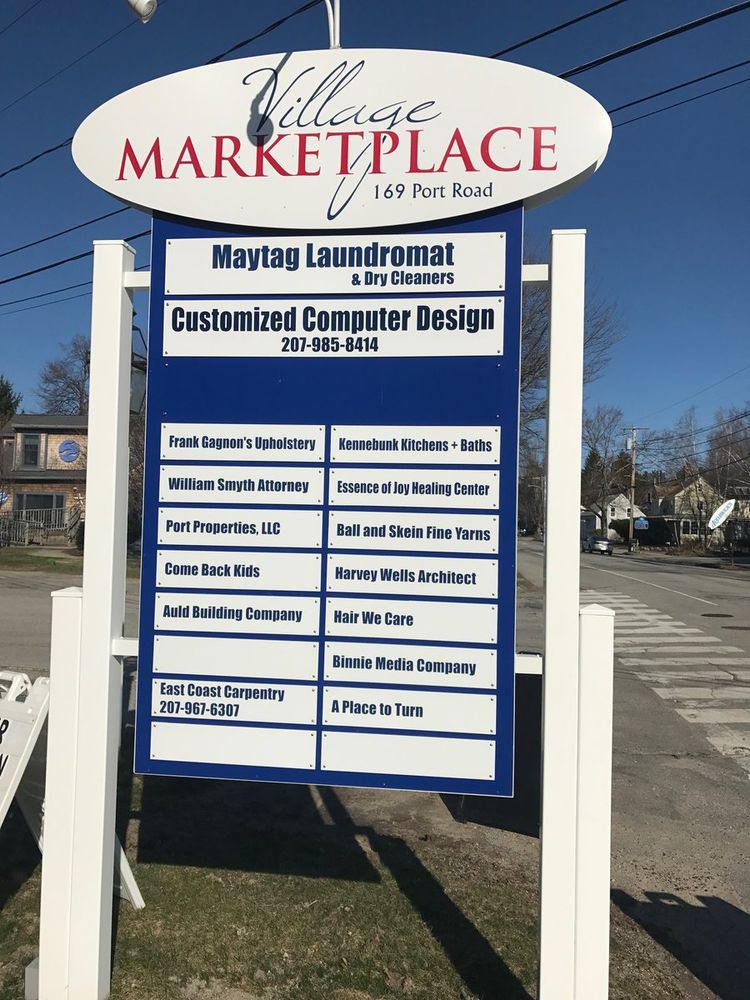 Village
MARKETPLACE
169 Port Road
Maytag Laundromat
& Dry Cleaners
Customized Computer Design
207-985-8414
Frank Gagnon's Upholstery
Kennebunk Kitchens + Baths
William Smyth Attorney
Essence of Joy Healing Center
Port Properties, LLC
Ball and Skein Fine Yarns
Come Back Kids
Harvey Wells Architect
Auld Building Company
Hair We Care
Binnie Media Company
East Coast Carpentry
207-967-6307
A Place to Turn